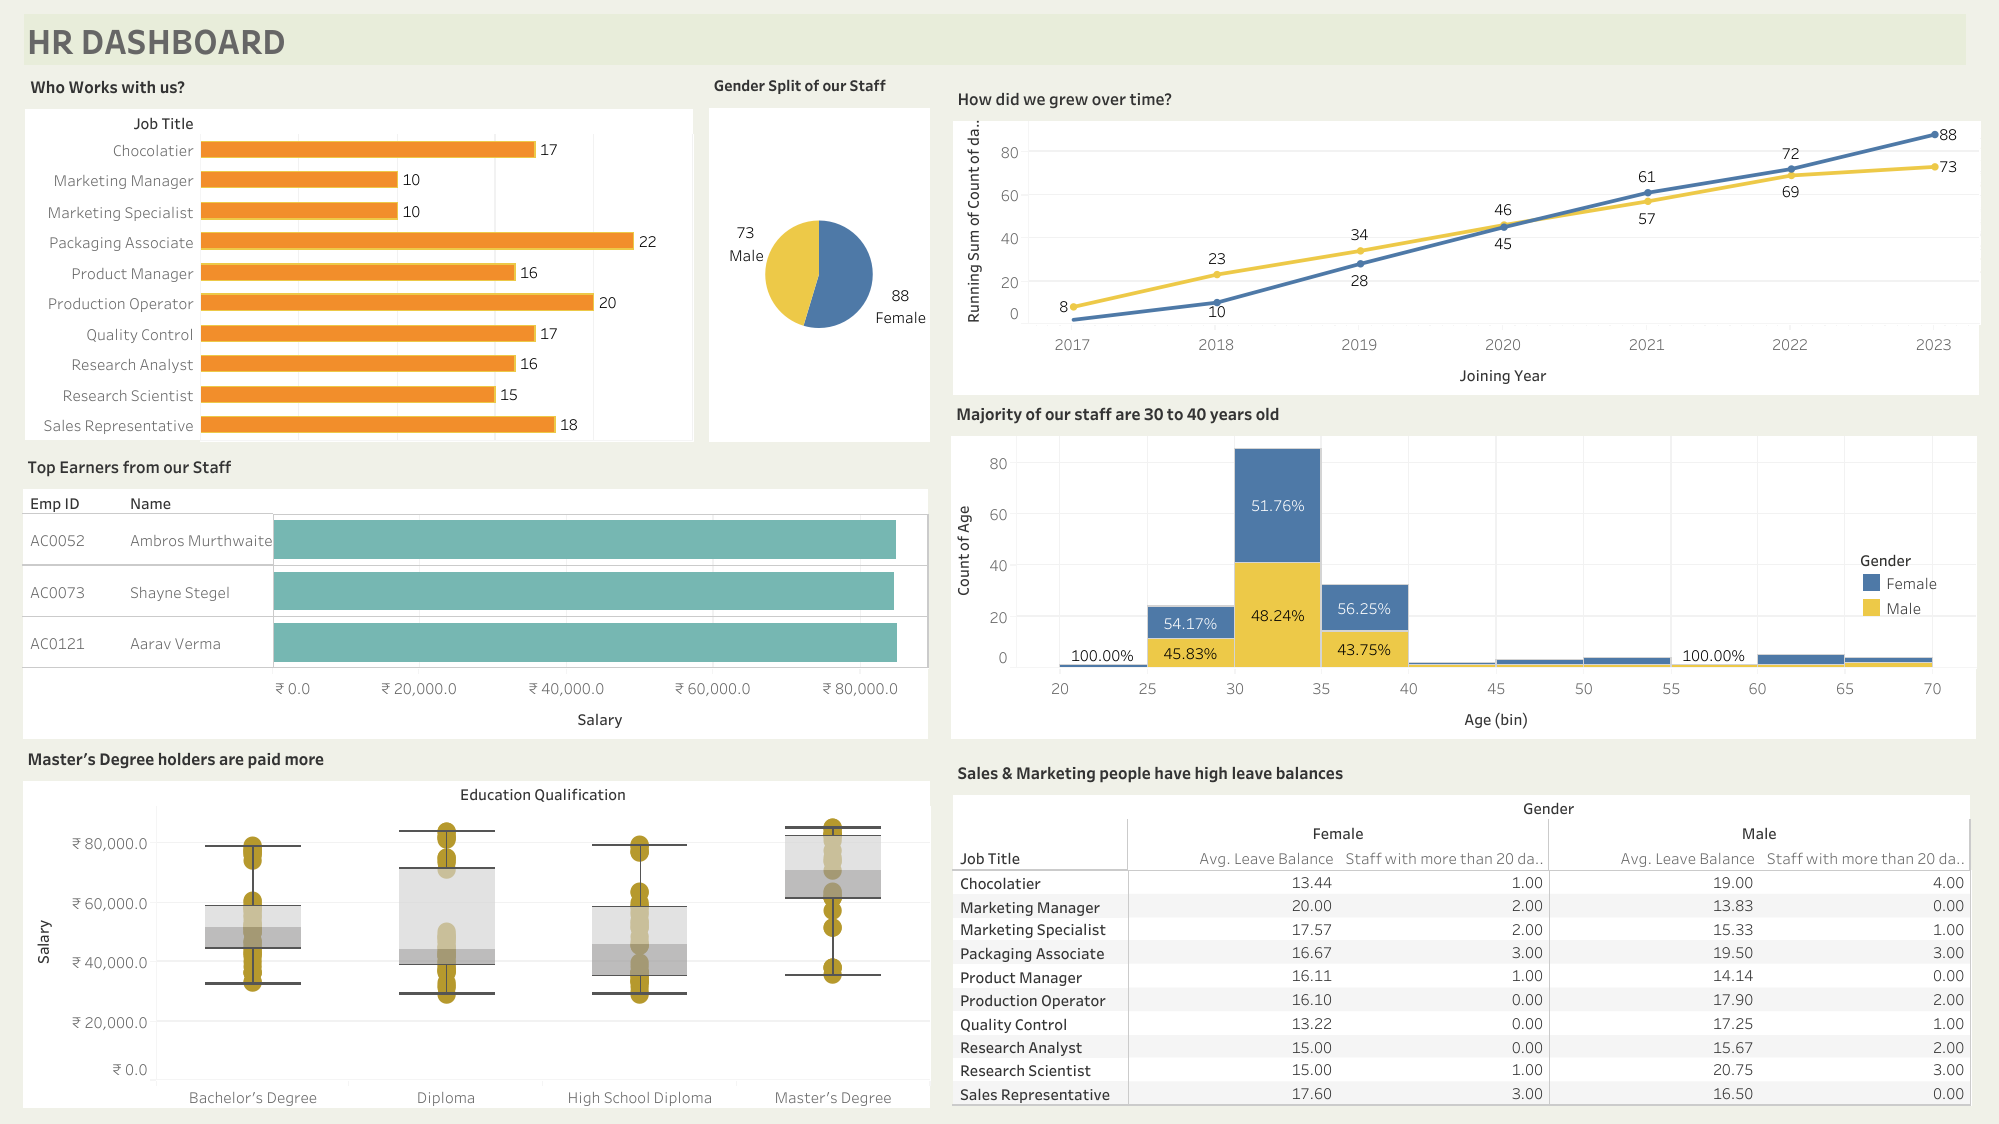 HR DASHBOARD
Who Works with us?
Job Title
Chocolatier 17
Marketing Manager 10
Marketing Specialist 10
Packaging Associate 22
Product Manager 16
Production Operator 20
Quality Control 17
Research Analyst 16
Research Scientist 15
Sales Representative 18
Gender Split of our Staff
73
Male
88
Female
How did we grew over time?
Running Sum of Count of da..
80
60
40
20
0
8
23
10
34
28
46
45
61
57
72
69
88
73
2017 2018 2019 2020 2021 2022 2023
Joining Year
Top Earners from our Staff
Emp ID Name
AC0052 Ambros Murthwaite
AC0073 Shayne Stegel
AC0121 Aarav Verma
₹ 0.0 ₹ 20,000.0 ₹ 40,000.0 ₹ 60,000.0 ₹ 80,000.0
Salary
Majority of our staff are 30 to 40 years old
Count of Age
80
60
40
20
0
100.00%
54.17%
45.83%
51.76%
48.24%
56.25%
43.75%
100.00%
Gender
Female
Male
20 25 30 35 40 45 50 55 60 65 70
Age (bin)
Master’s Degree holders are paid more
Education Qualification
Salary
₹ 80,000.0
₹ 60,000.0
₹ 40,000.0
₹ 20,000.0
₹ 0.0
Bachelor’s Degree Diploma High School Diploma Master’s Degree
Sales & Marketing people have high leave balances
Gender
Female Male
Job Title Avg. Leave Balance Staff with more than 20 da.. Avg. Leave Balance Staff with more than 20 da..
Chocolatier 13.44 1.00 19.00 4.00
Marketing Manager 20.00 2.00 13.83 0.00
Marketing Specialist 17.57 2.00 15.33 1.00
Packaging Associate 16.67 3.00 19.50 3.00
Product Manager 16.11 1.00 14.14 0.00
Production Operator 16.10 0.00 17.90 2.00
Quality Control 13.22 0.00 17.25 1.00
Research Analyst 15.00 0.00 15.67 2.00
Research Scientist 15.00 1.00 20.75 3.00
Sales Representative 17.60 3.00 16.50 0.00